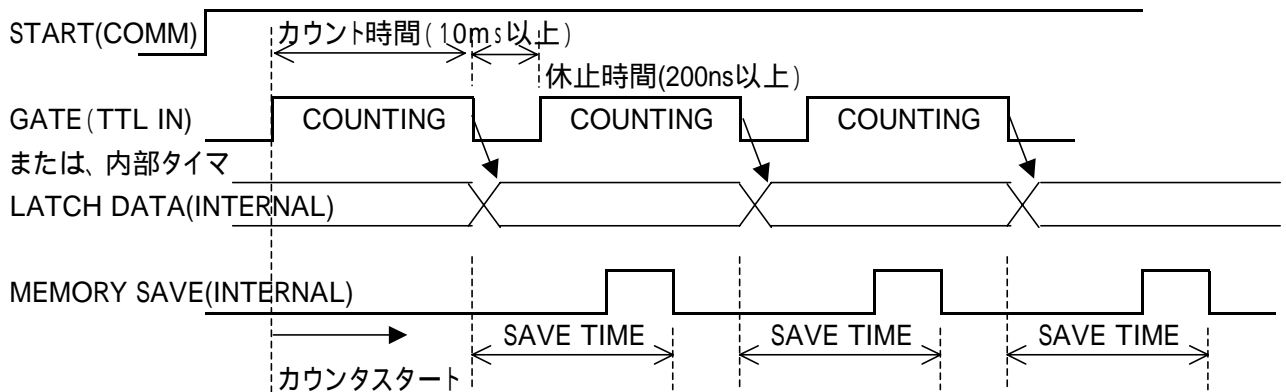 START(COMM)
カウント時間(10ms以上)
休止時間(200ns以上)
GATE(TTL IN)
COUNTING
COUNTING
COUNTING
または、内部タイマ
LATCH DATA(INTERNAL)
MEMORY SAVE(INTERNAL)
SAVE TIME
SAVE TIME
SAVE TIME
カウンタスタート